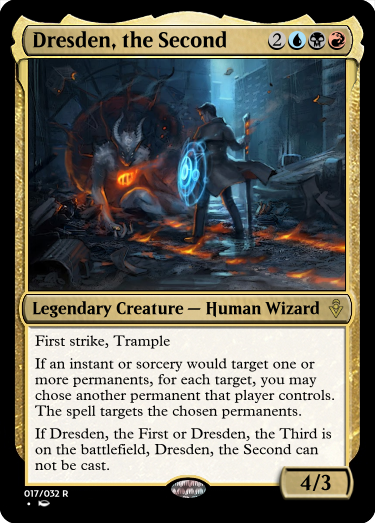 Dresden, the Second
2
Legendary Creature — Human Wizard
First strike, Trample
If an instant or sorcery would target one or
more permanents, for each target, you may
chose another permanent that player controls.
The spell targets the chosen permanents.
If Dresden, the First or Dresden, the Third is
on the battlefield, Dresden, the Second can
not be cast.
4/3
017/032 R